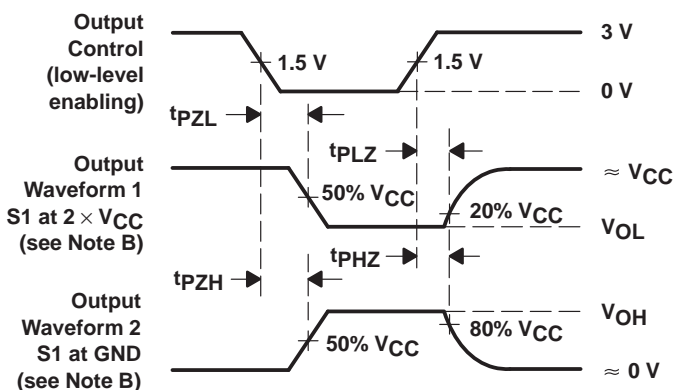 Output
Control
(low-level
enabling)
3 V
1.5 V
1.5 V
0 V
tPZL
tPLZ
Output
Waveform 1
S1 at 2 × VCC
(see Note B)
50% VCC
20% VCC
≈ VCC
VOL
tPZH
tPHZ
Output
Waveform 2
S1 at GND
(see Note B)
50% VCC
80% VCC
VOH
≈ 0 V